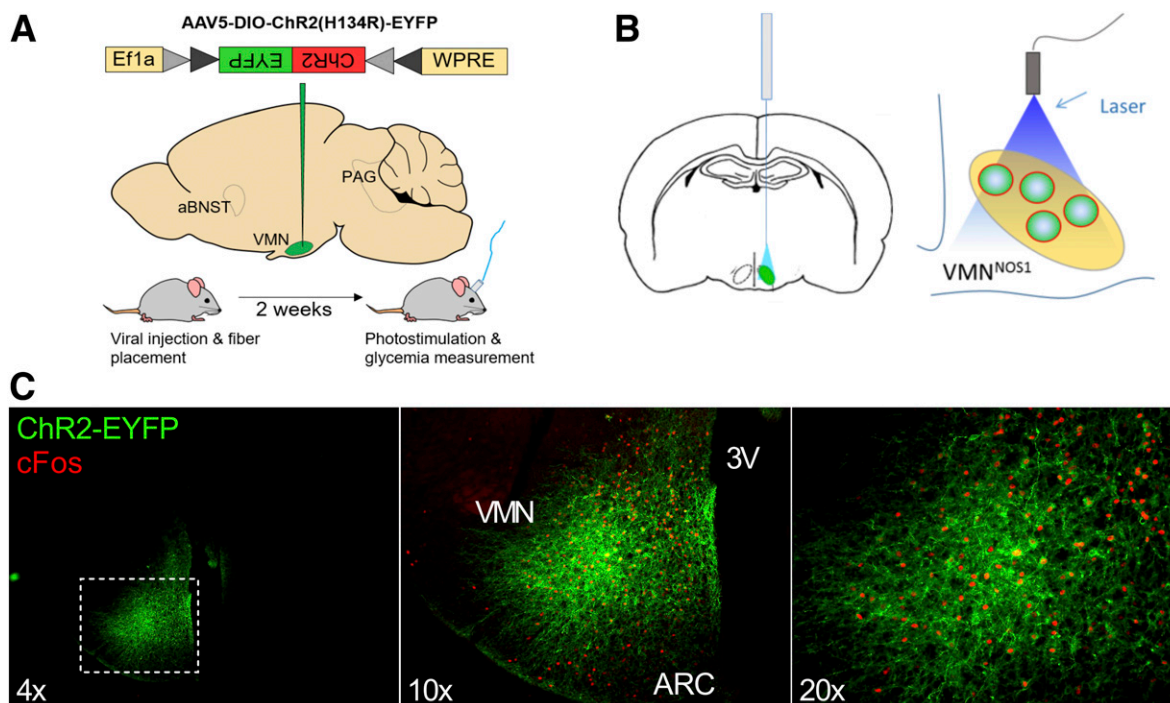 A
AAV5-DIO-ChR2(H134R)-EYFP
Ef1a
EYFP
ChR2
WPRE
PAG
aBNST
VMN
2 weeks
Viral injection & fiber
placement
Photostimulation &
glycemia measurement
B
Laser
VMN^NOS1
C
ChR2-EYFP
cFos
4x
VMN
3V
ARC
10x
20x